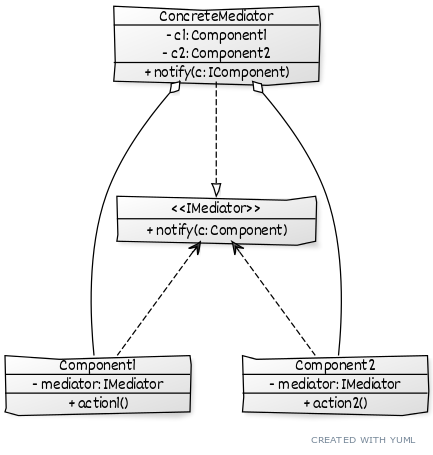 ConcreteMediator
- c1: Component1
- c2: Component2
+ notify(c: IComponent)
<<IMediator>>
+ notify(c: Component)
Component1
- mediator: IMediator
+ action1()
Component2
- mediator: IMediator
+ action2()
CREATED WITH YUML